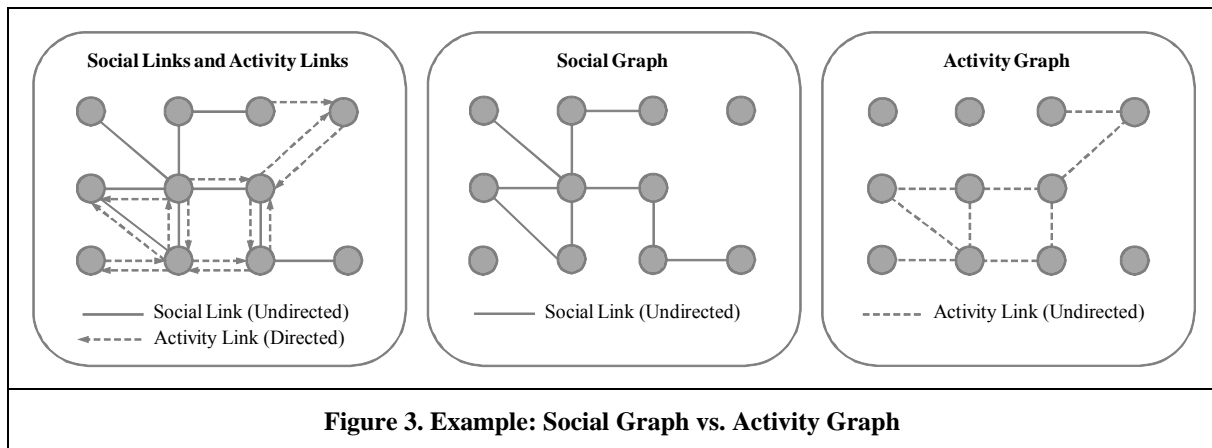 Social Links and Activity Links
Social Link (Undirected)
Activity Link (Directed)
Social Graph
Social Link (Undirected)
Activity Graph
Activity Link (Undirected)
Figure 3. Example: Social Graph vs. Activity Graph